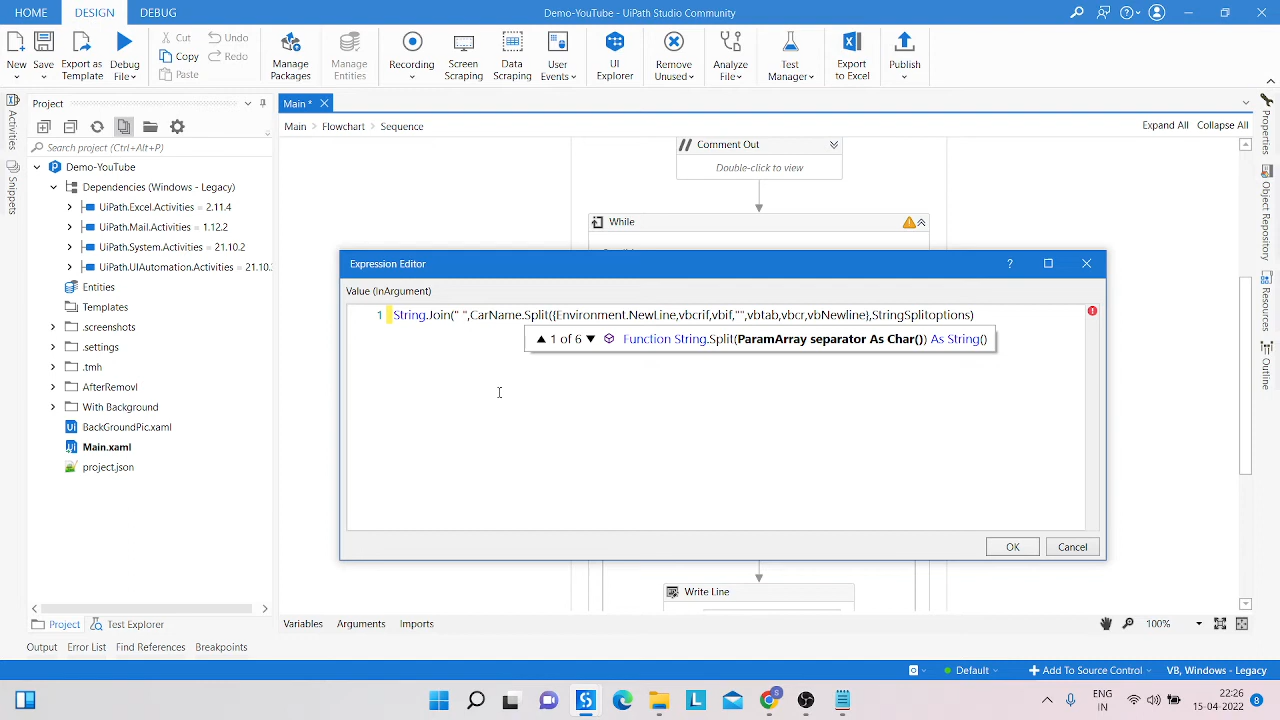 HOME DESIGN DEBUG Demo-YouTube - UiPath Studio Community
New Save Export as Template Debug File Cut Copy Paste Undo Redo Manage Packages Manage Entities Recording Screen Scraping Data Scraping User Events UI Explorer Remove Unused Analyze File Test Manager Export to Excel Publish
Project
Main *
Main Flowchart Sequence
Expand All Collapse All
Search project (Ctrl+Alt+P)
Demo-YouTube
Dependencies (Windows - Legacy)
UiPath.Excel.Activities = 2.11.4
UiPath.Mail.Activities = 1.12.2
UiPath.System.Activities = 21.10.2
UiPath.UIAutomation.Activities = 21.10.
Entities
Templates
.screenshots
.settings
.tmh
AfterRemovl
With Background
BackGroundPic.xaml
Main.xaml
project.json
Activities
Snippets
// Comment Out
Double-click to view
While
Expression Editor
Value (InArgument)
1 String.Join(" ",CarName.Split({Environment.NewLine,vbcrif,vbif,"",vbtab,vbcr,vbNewline},StringSplitoptions)
1 of 6 Function String.Split(ParamArray separator As Char()) As String()
OK Cancel
Write Line
Properties
Object Repository
Resources
Outline
Project Test Explorer
Variables Arguments Imports
100%
Output Error List Find References Breakpoints
Default Add To Source Control VB, Windows - Legacy
ENG
IN
22:26
15-04-2022
8